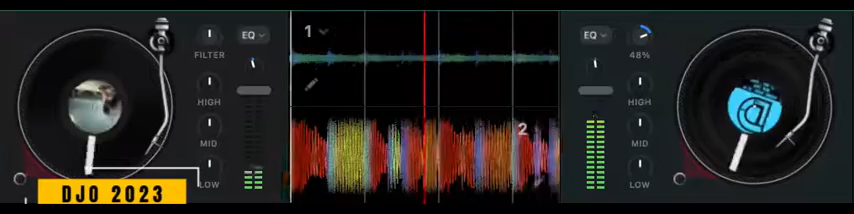 EQ
1
EQ
FILTER
48%
HIGH
HIGH
2
MID
MID
LOW
LOW
DJO 2023